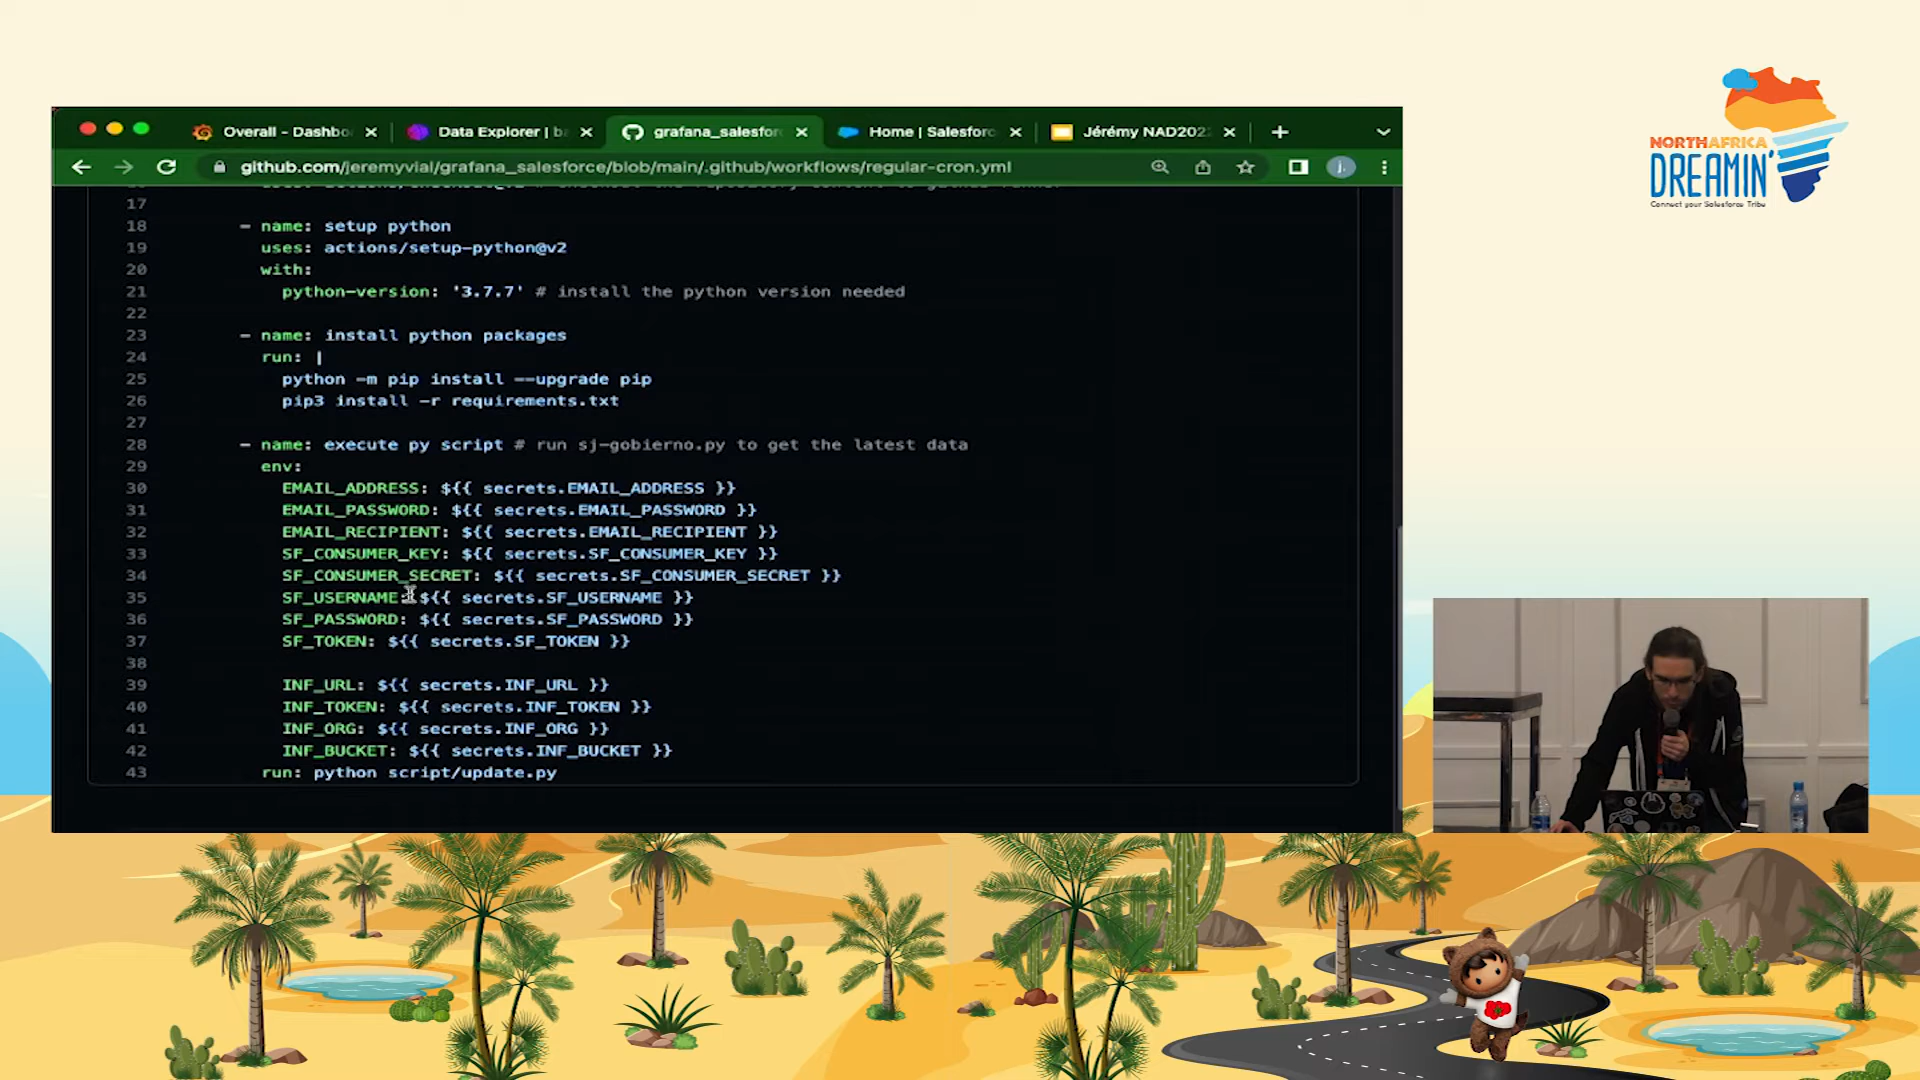 NORTHAFRICA
DREAMIN'
Connect your Salesforce Tribe
Overall - Dashbo
Data Explorer | b
grafana_salesfor
Home | Salesforc
Jérémy NAD202
github.com/jeremyvial/grafana_salesforce/blob/main/.github/workflows/regular-cron.yml
17
18 - name: setup python
19 uses: actions/setup-python@v2
20 with:
21 python-version: '3.7.7' # install the python version needed
22
23 - name: install python packages
24 run: |
25 python -m pip install --upgrade pip
26 pip3 install -r requirements.txt
27
28 - name: execute py script # run sj-gobierno.py to get the latest data
29 env:
30 EMAIL_ADDRESS: ${{ secrets.EMAIL_ADDRESS }}
31 EMAIL_PASSWORD: ${{ secrets.EMAIL_PASSWORD }}
32 EMAIL_RECIPIENT: ${{ secrets.EMAIL_RECIPIENT }}
33 SF_CONSUMER_KEY: ${{ secrets.SF_CONSUMER_KEY }}
34 SF_CONSUMER_SECRET: ${{ secrets.SF_CONSUMER_SECRET }}
35 SF_USERNAME: ${{ secrets.SF_USERNAME }}
36 SF_PASSWORD: ${{ secrets.SF_PASSWORD }}
37 SF_TOKEN: ${{ secrets.SF_TOKEN }}
38
39 INF_URL: ${{ secrets.INF_URL }}
40 INF_TOKEN: ${{ secrets.INF_TOKEN }}
41 INF_ORG: ${{ secrets.INF_ORG }}
42 INF_BUCKET: ${{ secrets.INF_BUCKET }}
43 run: python script/update.py